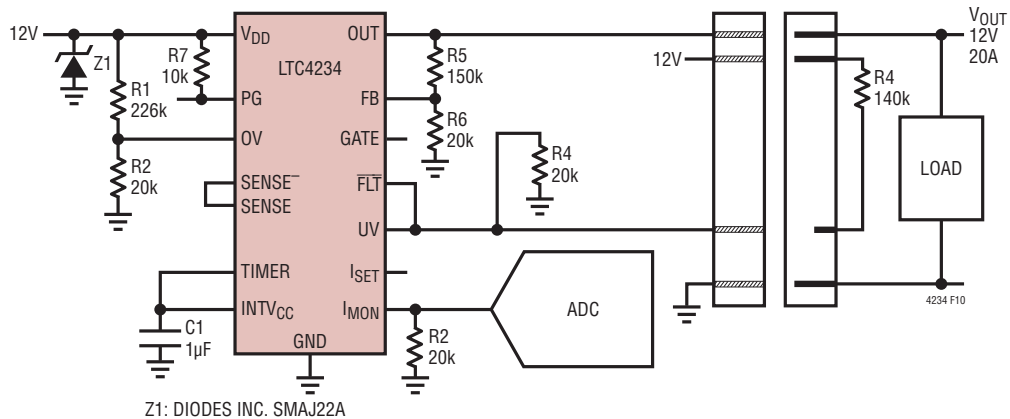 12V
Z1
R1
226k
R2
20k
R7
10k
VDD
PG
OV
SENSE⁻
SENSE
TIMER
INTVCC
GND
LTC4234
OUT
FB
GATE
FLT
UV
ISET
IMON
C1
1µF
R5
150k
R6
20k
R4
20k
R2
20k
ADC
12V
R4
140k
LOAD
VOUT
12V
20A
4234 F10
Z1: DIODES INC. SMAJ22A